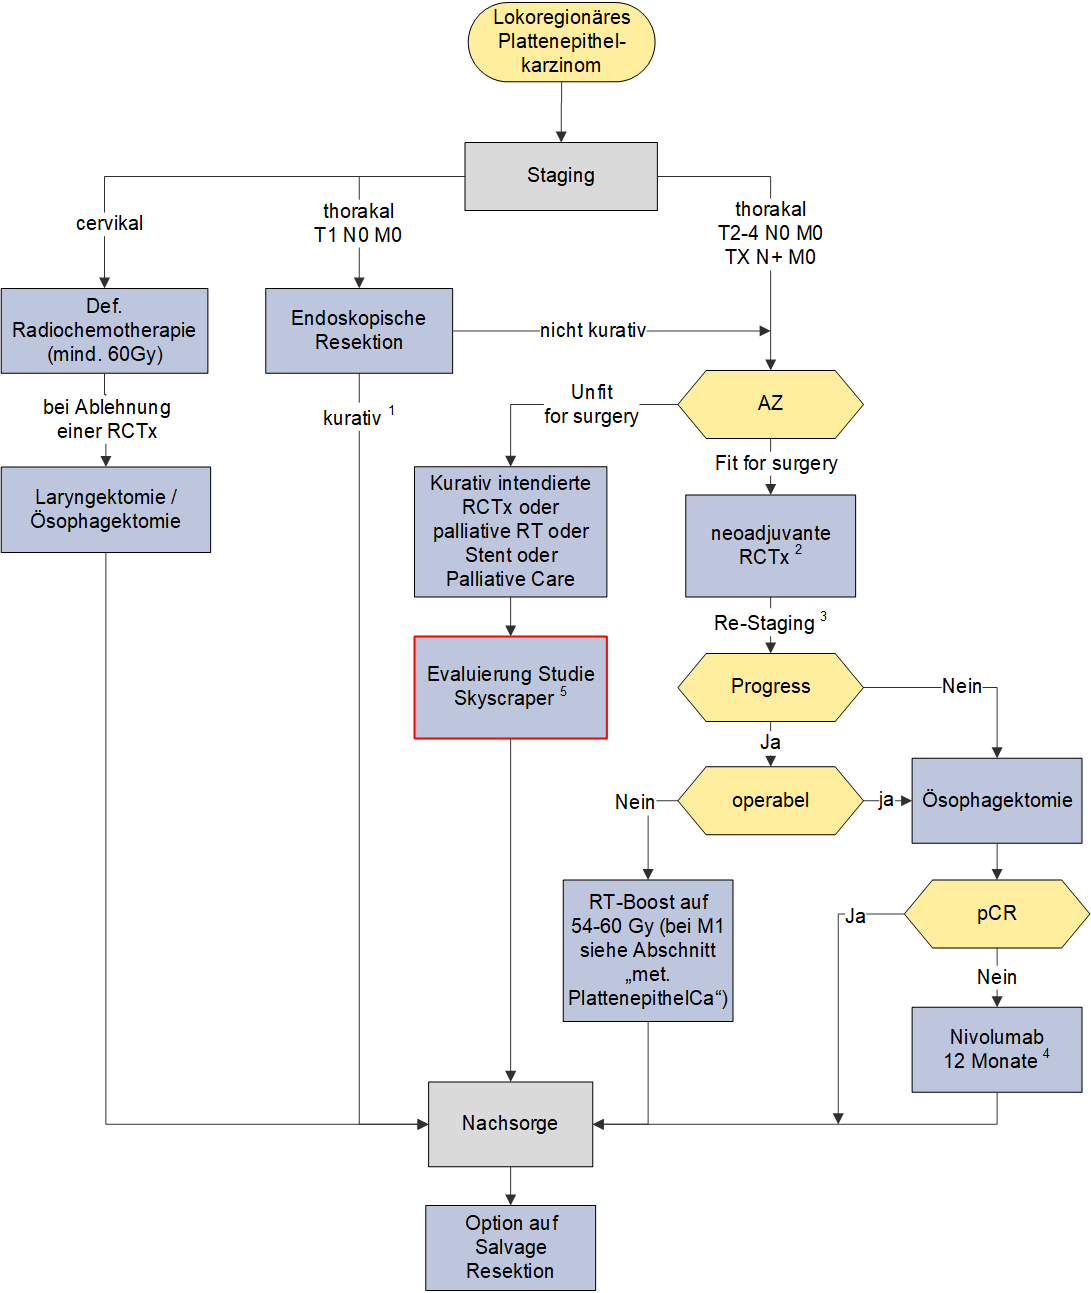 Lokoregionäres
Plattenepithel-
karzinom
Staging
cervikal
thorakal
T1 N0 M0
thorakal
T2-4 N0 M0
TX N+ M0
Def.
Radiochemotherapie
(mind. 60Gy)
Endoskopische
Resektion
nicht kurativ
bei Ablehnung
einer RCTx
kurativ 1
Unfit
for surgery
AZ
Fit for surgery
Laryngektomie /
Ösophagektomie
Kurativ intendierte
RCTx oder
palliative RT oder
Stent oder
Palliative Care
neoadjuvante
RCTx 2
Re-Staging 3
Evaluierung Studie
Skyscraper 5
Progress
Nein
Ja
Nein
operabel
ja
Ösophagektomie
RT-Boost auf
54-60 Gy (bei M1
siehe Abschnitt
„met.
PlattenepithelCa“)
Ja
pCR
Nein
Nivolumab
12 Monate 4
Nachsorge
Option auf
Salvage
Resektion